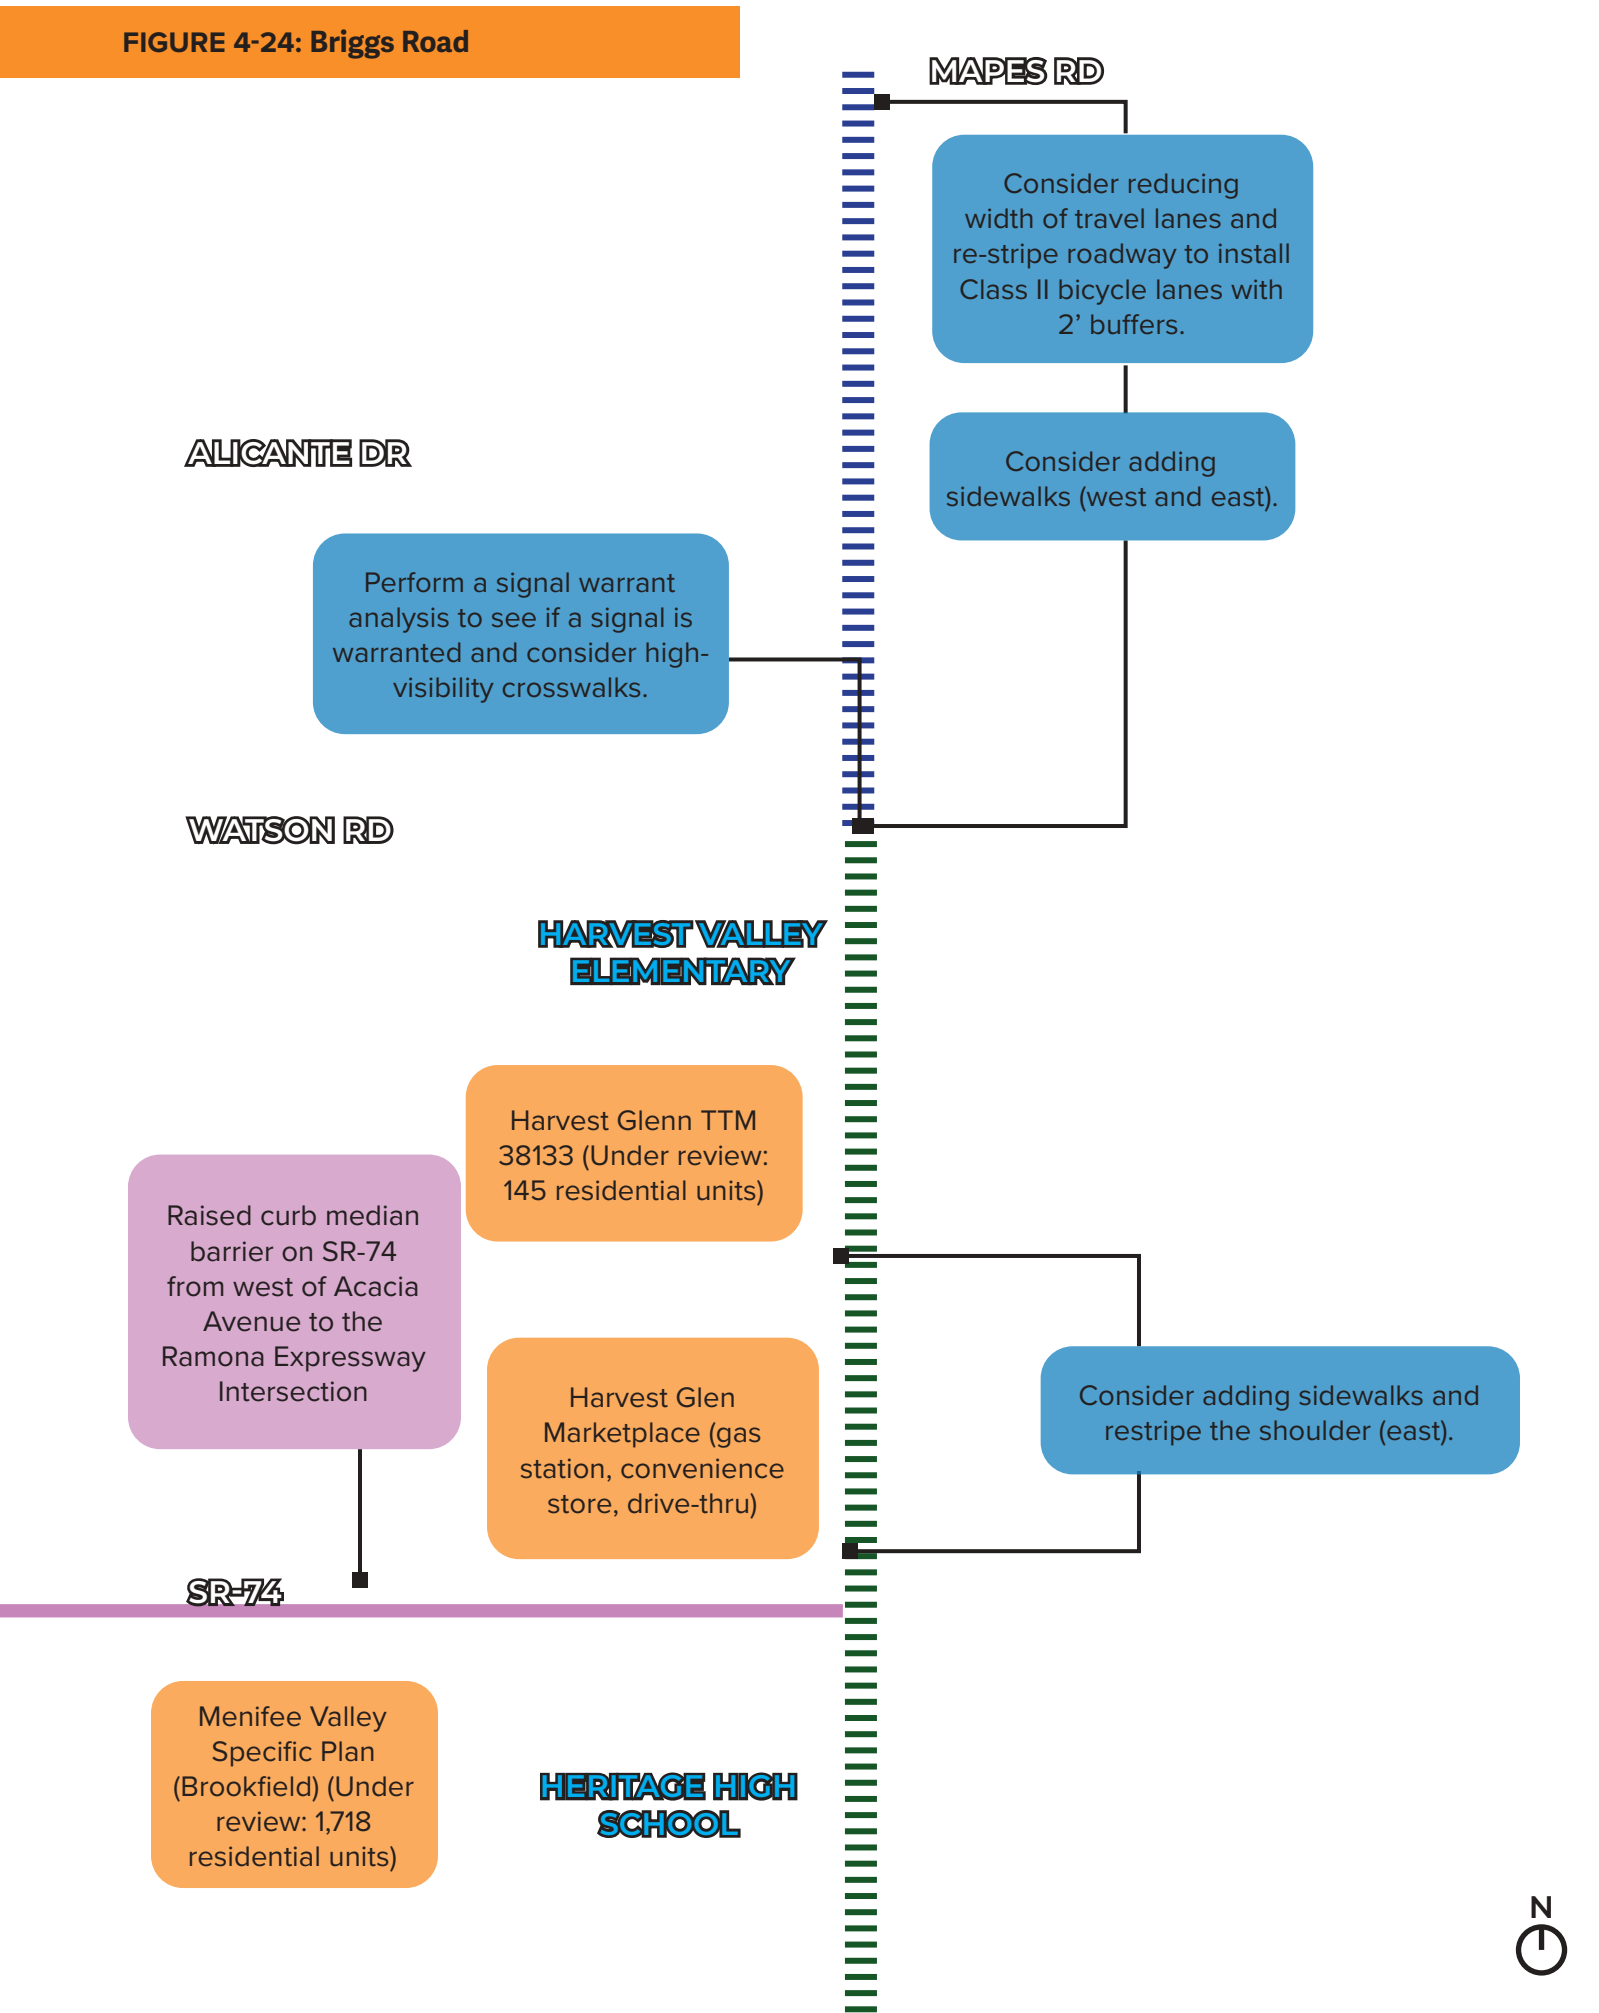 FIGURE 4-24: Briggs Road
MAPES RD
Consider reducing
width of travel lanes and
re-stripe roadway to install
Class II bicycle lanes with
2’ buffers.
ALICANTE DR
Consider adding
sidewalks (west and east).
Perform a signal warrant
analysis to see if a signal is
warranted and consider high-
visibility crosswalks.
WATSON RD
HARVEST VALLEY
ELEMENTARY
Harvest Glenn TTM
38133 (Under review:
145 residential units)
Raised curb median
barrier on SR-74
from west of Acacia
Avenue to the
Ramona Expressway
Intersection
Harvest Glen
Marketplace (gas
station, convenience
store, drive-thru)
Consider adding sidewalks and
restripe the shoulder (east).
SR-74
Menifee Valley
Specific Plan
(Brookfield) (Under
review: 1,718
residential units)
HERITAGE HIGH
SCHOOL
N